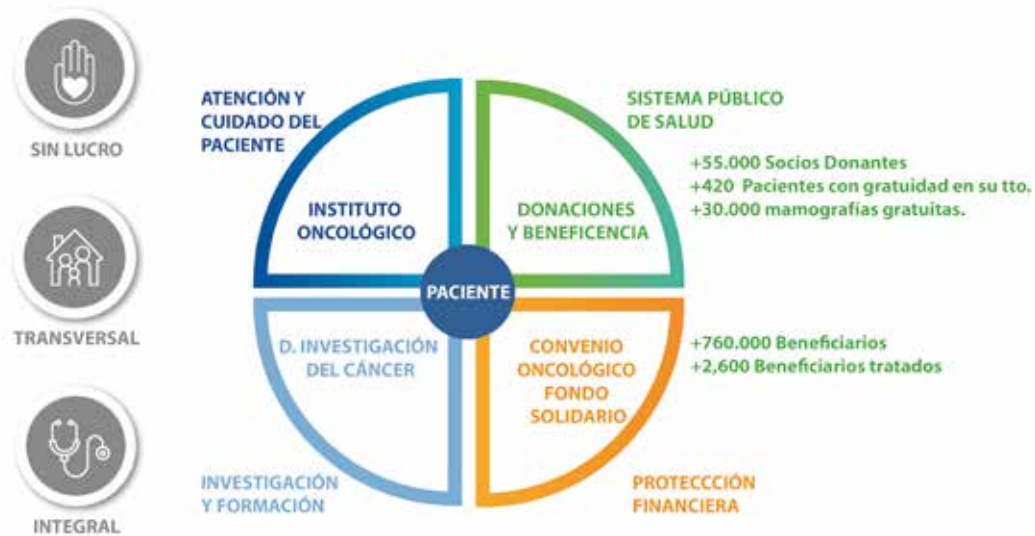 SIN LUCRO
TRANSVERSAL
INTEGRAL
ATENCIÓN Y
CUIDADO DEL
PACIENTE
INSTITUTO
ONCOLÓGICO
SISTEMA PÚBLICO
DE SALUD
+55.000 Socios Donantes
+420 Pacientes con gratuidad en su tto.
+30.000 mamografías gratuitas.
DONACIONES
Y BENEFICENCIA
PACIENTE
D. INVESTIGACIÓN
DEL CÁNCER
INVESTIGACIÓN
Y FORMACIÓN
CONVENIO
ONCOLÓGICO
FONDO
SOLIDARIO
+760.000 Beneficiarios
+2,600 Beneficiarios tratados
PROTECCCIÓN
FINANCIERA